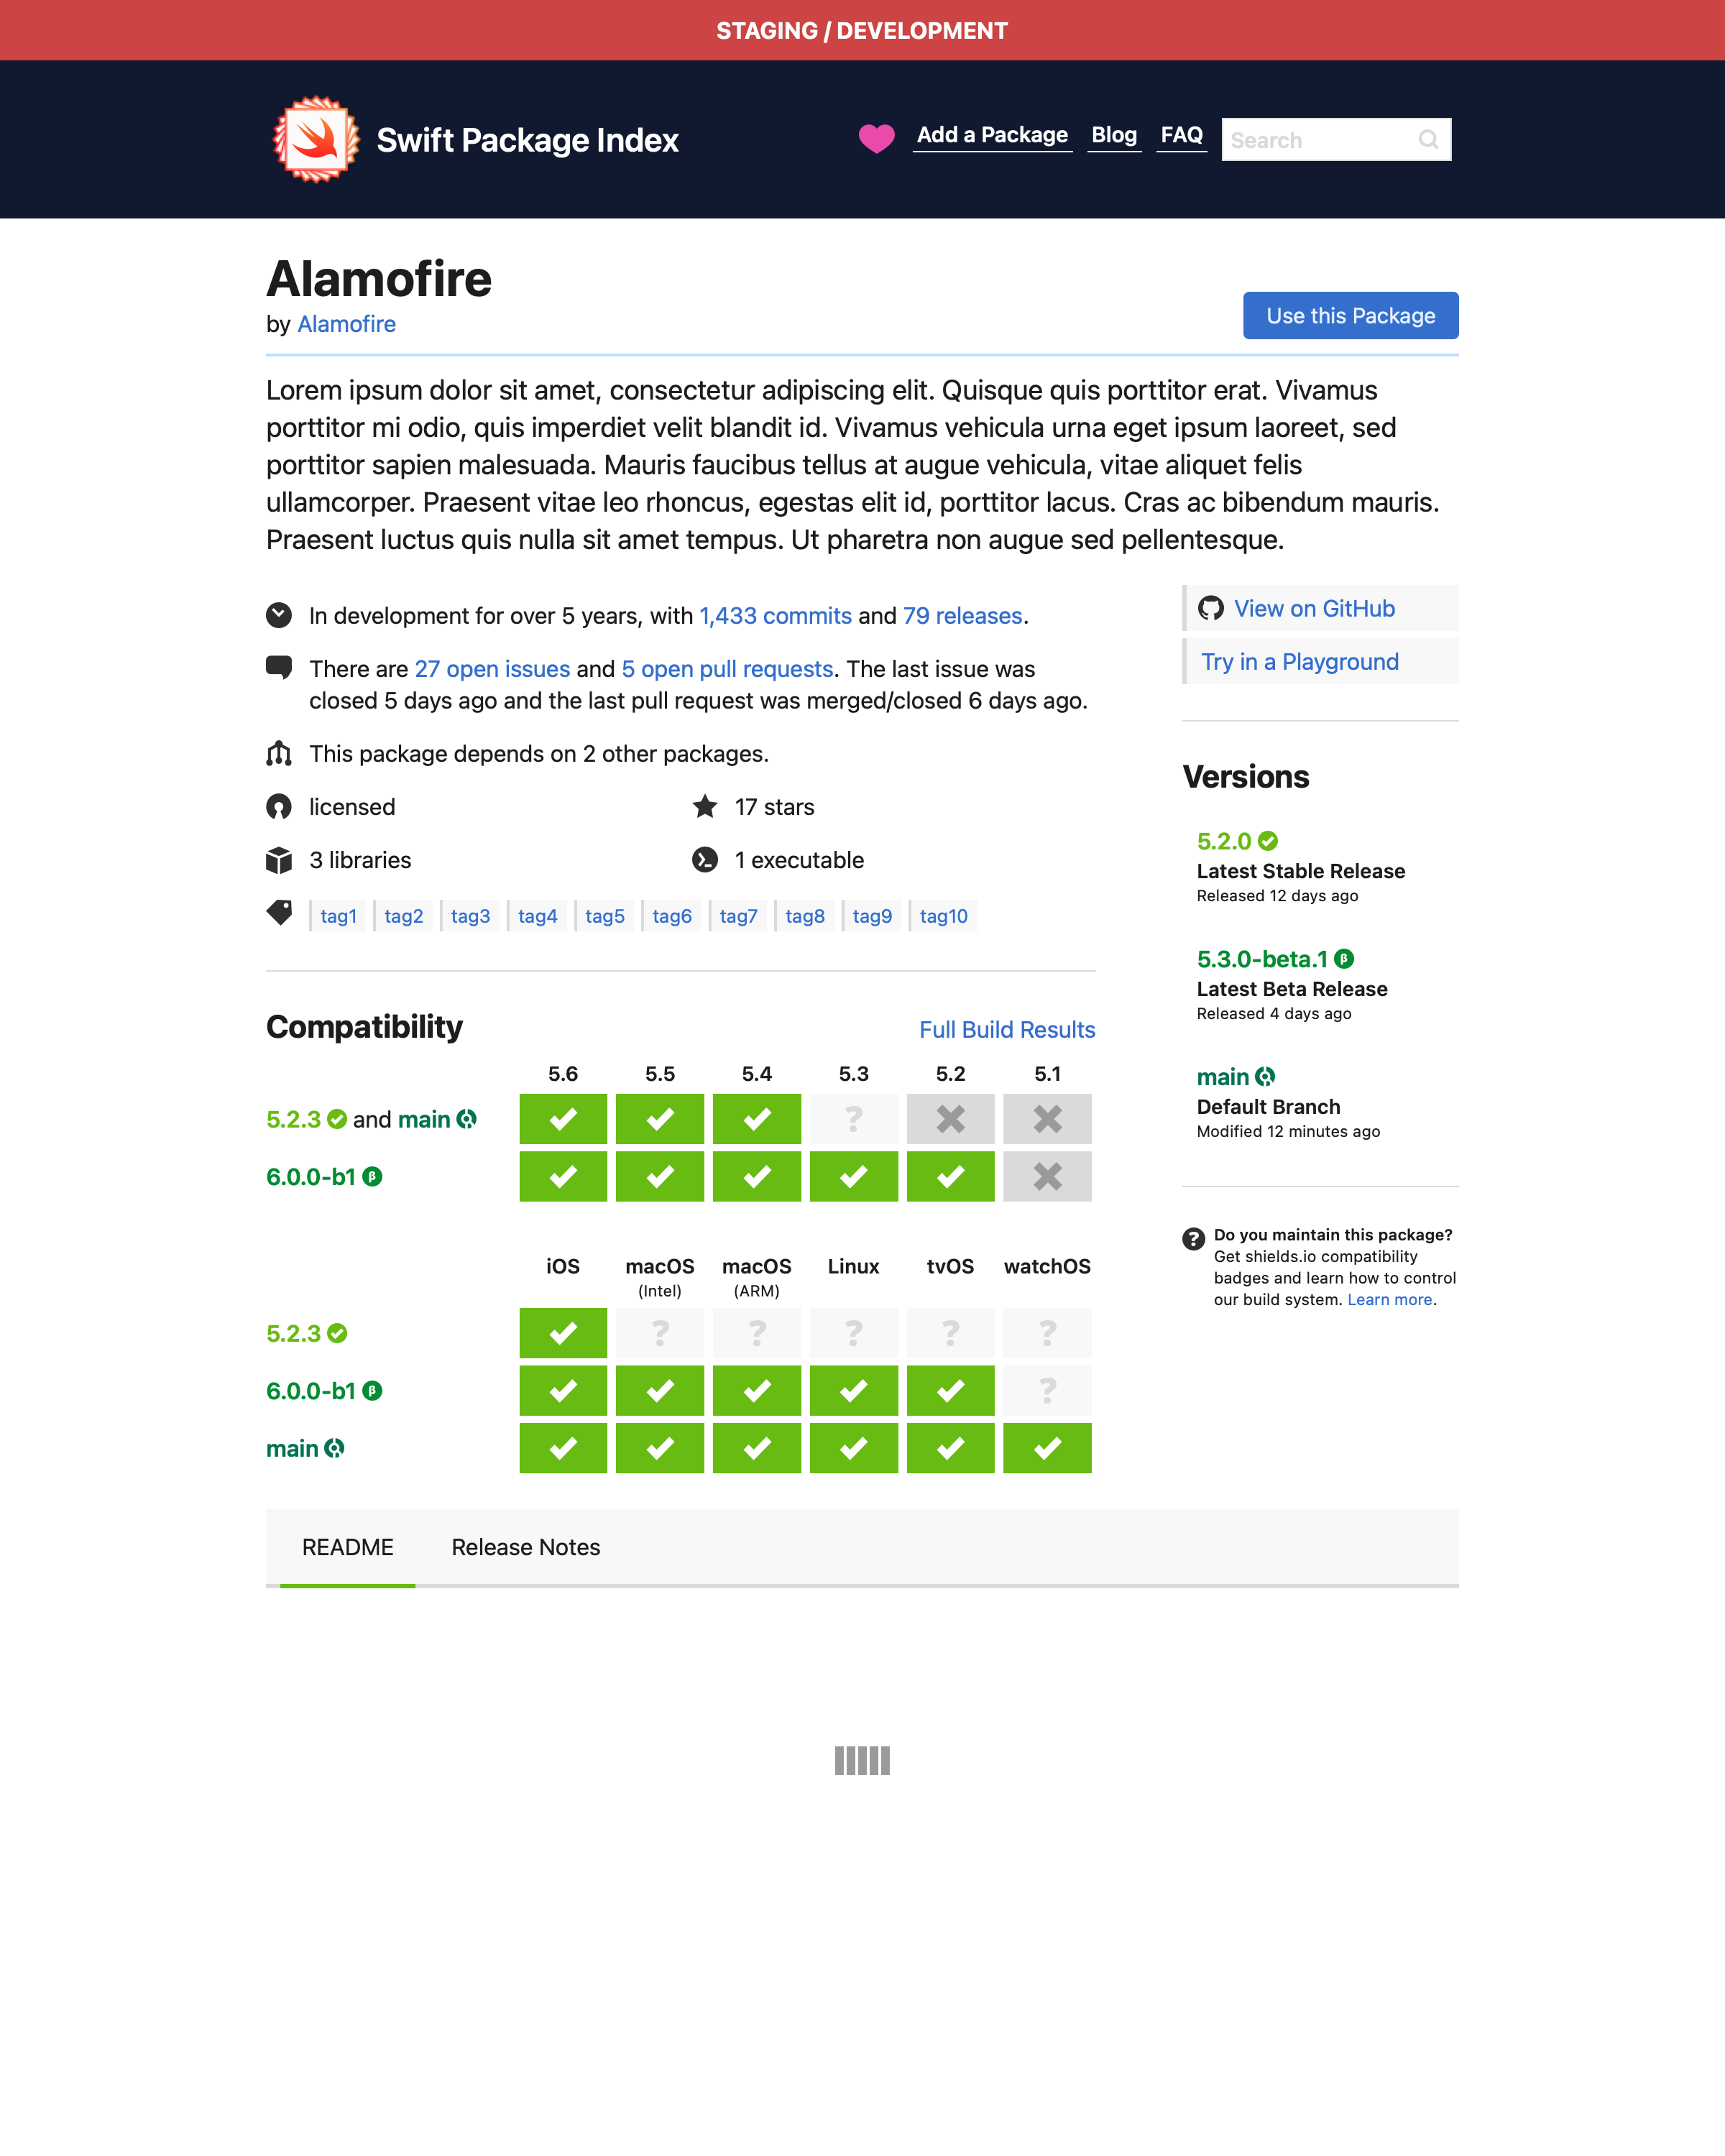 STAGING / DEVELOPMENT
Swift Package Index
Add a Package Blog FAQ Search
Alamofire
by Alamofire
Use this Package
Lorem ipsum dolor sit amet, consectetur adipiscing elit. Quisque quis porttitor erat. Vivamus
porttitor mi odio, quis imperdiet velit blandit id. Vivamus vehicula urna eget ipsum laoreet, sed
porttitor sapien malesuada. Mauris faucibus tellus at augue vehicula, vitae aliquet felis
ullamcorper. Praesent vitae leo rhoncus, egestas elit id, porttitor lacus. Cras ac bibendum mauris.
Praesent luctus quis nulla sit amet tempus. Ut pharetra non augue sed pellentesque.
In development for over 5 years, with 1,433 commits and 79 releases.
There are 27 open issues and 5 open pull requests. The last issue was
closed 5 days ago and the last pull request was merged/closed 6 days ago.
This package depends on 2 other packages.
licensed
17 stars
3 libraries
1 executable
tag1 tag2 tag3 tag4 tag5 tag6 tag7 tag8 tag9 tag10
Compatibility
Full Build Results
5.6 5.5 5.4 5.3 5.2 5.1
5.2.3 and main
?
6.0.0-b1 β
iOS macOS macOS Linux tvOS watchOS
(Intel) (ARM)
5.2.3
? ? ? ? ?
6.0.0-b1 β
?
main
View on GitHub
Try in a Playground
Versions
5.2.0
Latest Stable Release
Released 12 days ago
5.3.0-beta.1 β
Latest Beta Release
Released 4 days ago
main
Default Branch
Modified 12 minutes ago
? Do you maintain this package?
Get shields.io compatibility
badges and learn how to control
our build system. Learn more.
README Release Notes